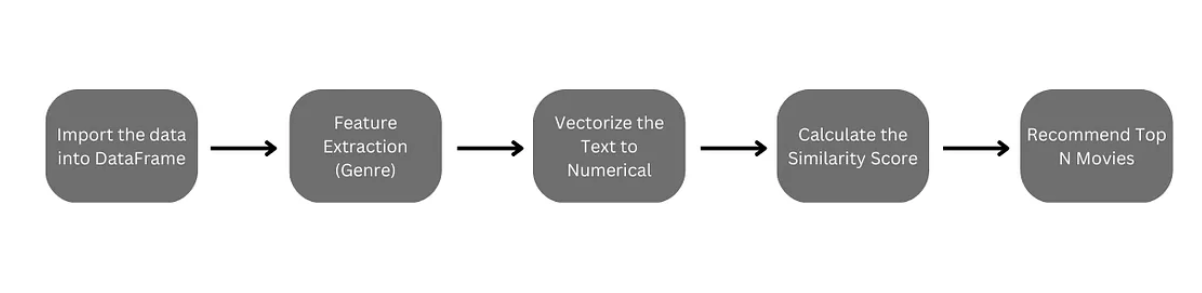 Import the data
into DataFrame
Feature
Extraction
(Genre)
Vectorize the
Text to
Numerical
Calculate the
Similarity Score
Recommend Top
N Movies